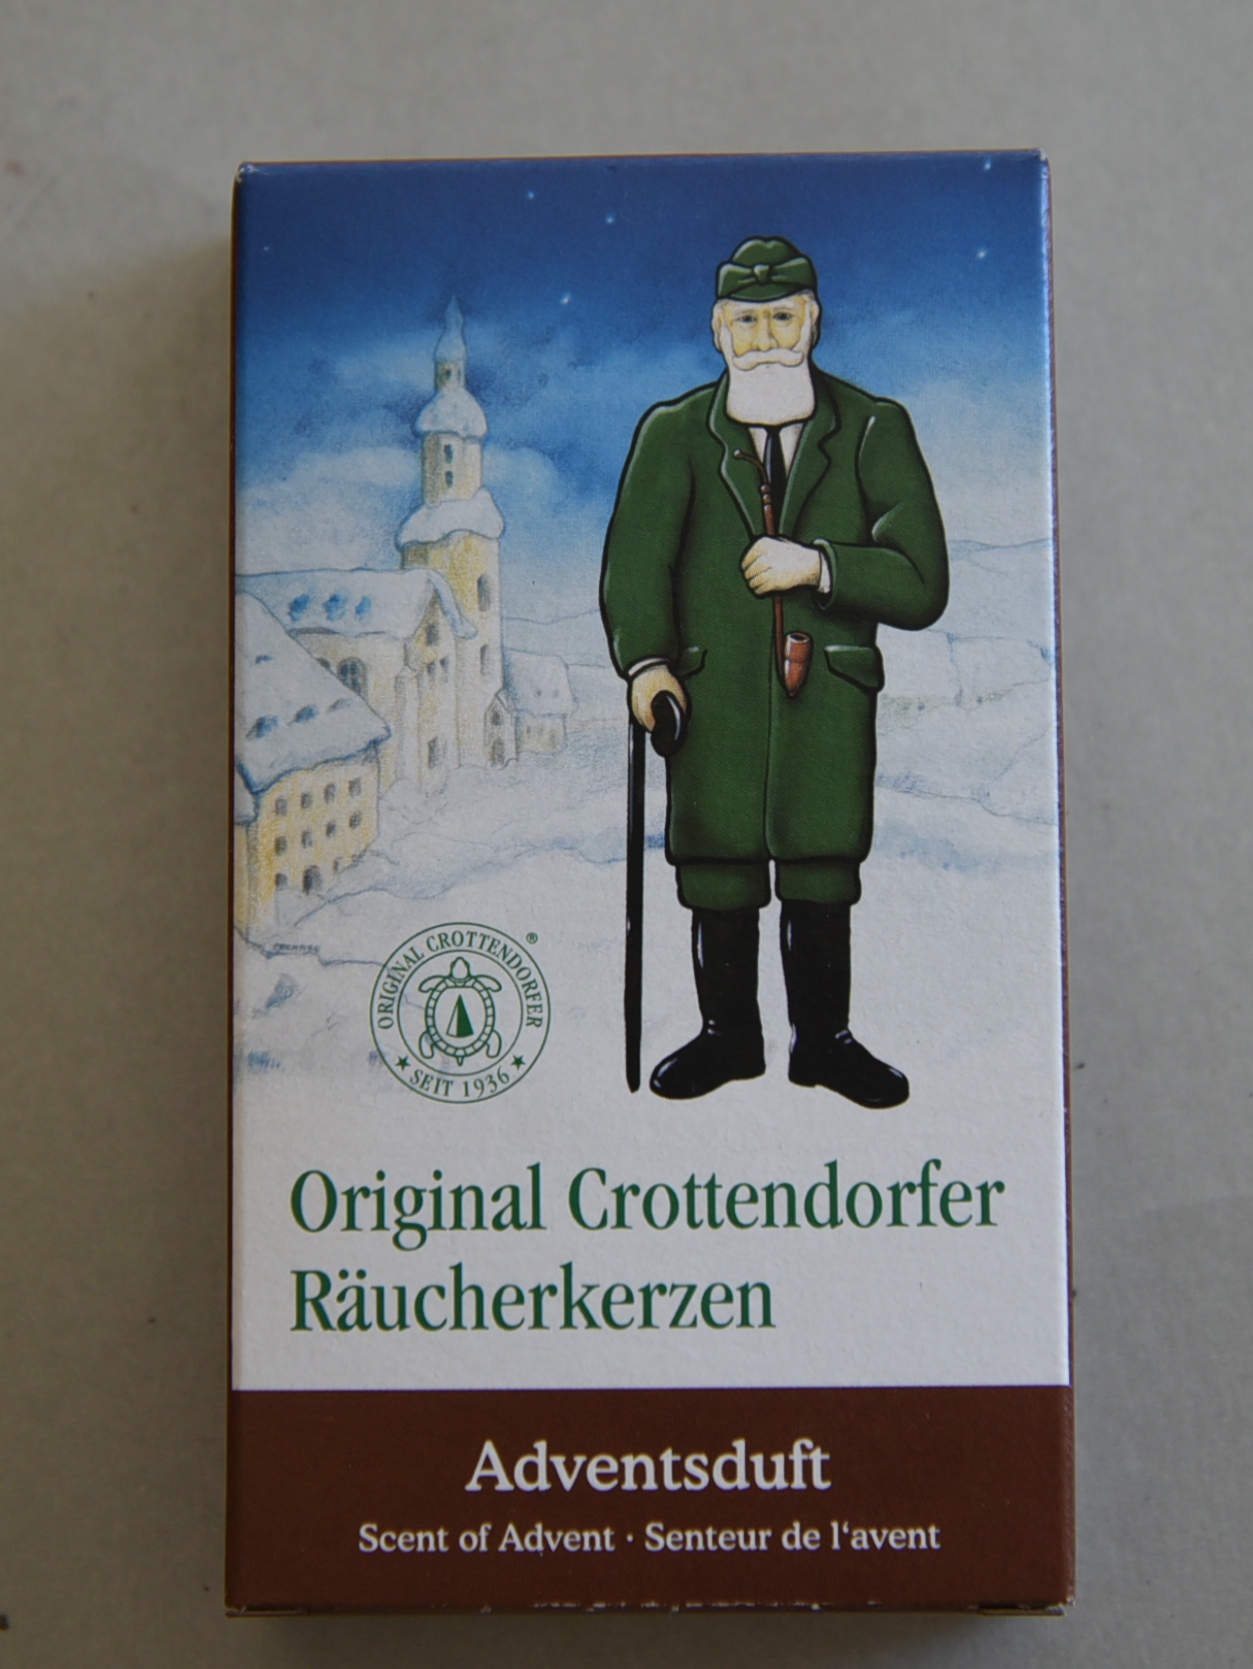 ORIGINAL CROTTENDORFER ®
★ SEIT 1936 ★
Original Crottendorfer
Räucherkerzen
Adventsduft
Scent of Advent · Senteur de l‘avent